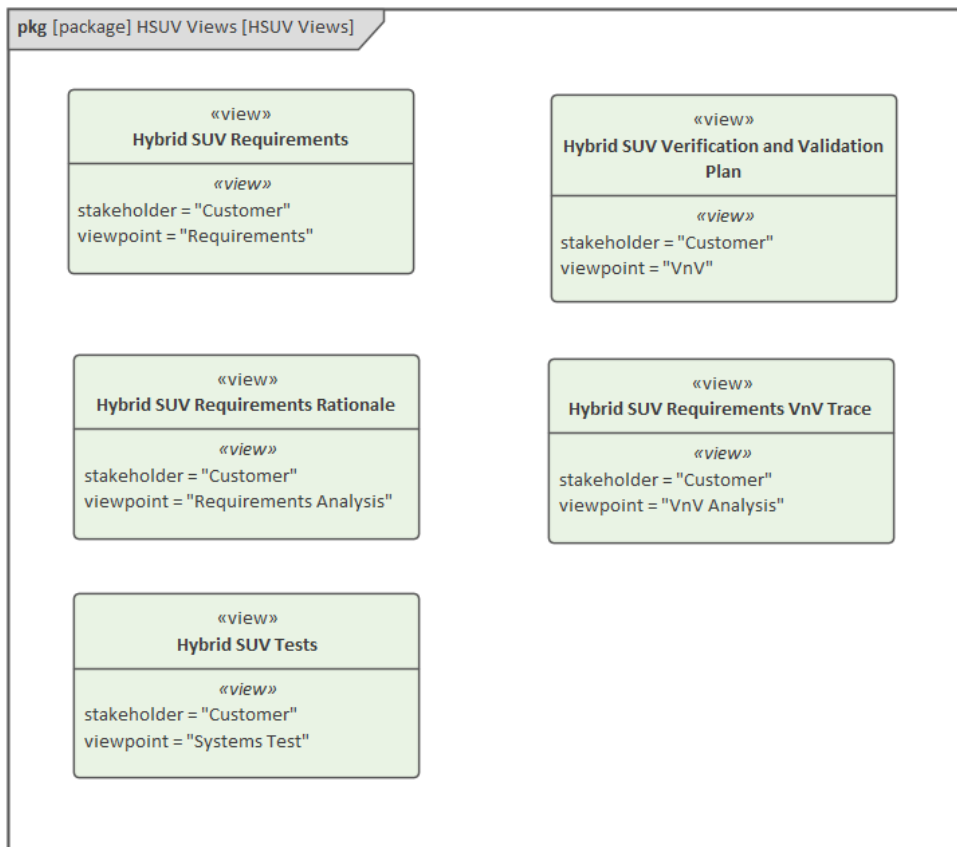 pkg [package] HSUV Views [HSUV Views]
«view»
Hybrid SUV Requirements
«view»
stakeholder = "Customer"
viewpoint = "Requirements"
«view»
Hybrid SUV Verification and Validation
Plan
«view»
stakeholder = "Customer"
viewpoint = "VnV"
«view»
Hybrid SUV Requirements Rationale
«view»
stakeholder = "Customer"
viewpoint = "Requirements Analysis"
«view»
Hybrid SUV Requirements VnV Trace
«view»
stakeholder = "Customer"
viewpoint = "VnV Analysis"
«view»
Hybrid SUV Tests
«view»
stakeholder = "Customer"
viewpoint = "Systems Test"